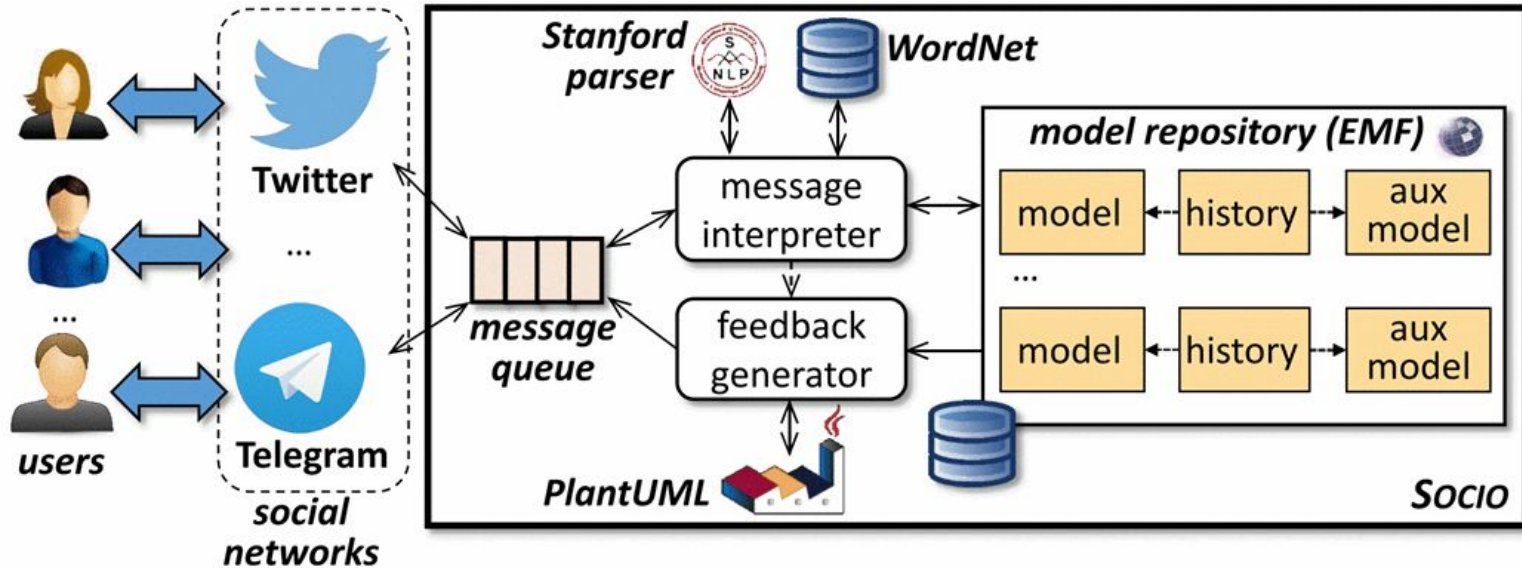 users
...
Twitter
...
Telegram
social
networks
Stanford
parser
S
NLP
WordNet
message
queue
message
interpreter
feedback
generator
PlantUML
model repository (EMF)
model
history
aux
model
...
model
history
aux
model
SOCIO